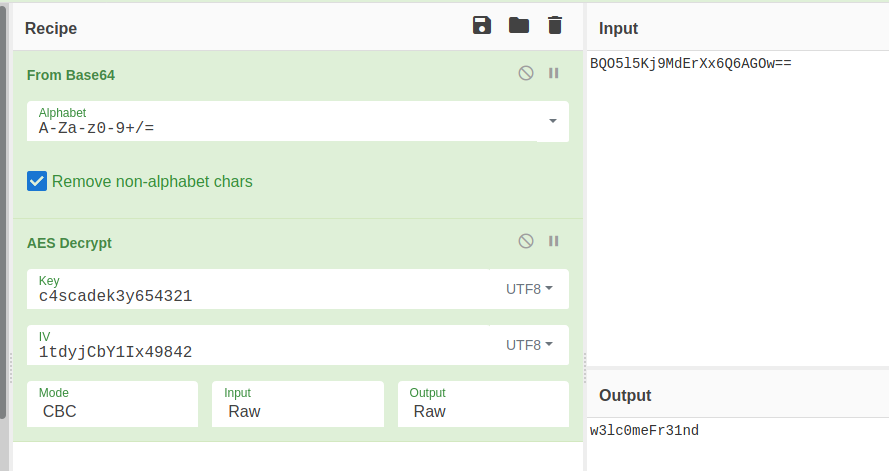 Recipe
From Base64
Alphabet
A-Za-z0-9+/=
Remove non-alphabet chars
AES Decrypt
Key
c4scadek3y654321
UTF8
IV
1tdyjCbY1Ix49842
UTF8
Mode
CBC
Input
Raw
Output
Raw
Input
BQO5l5Kj9MdErXx6Q6AGOw==
Output
w3lc0meFr31nd